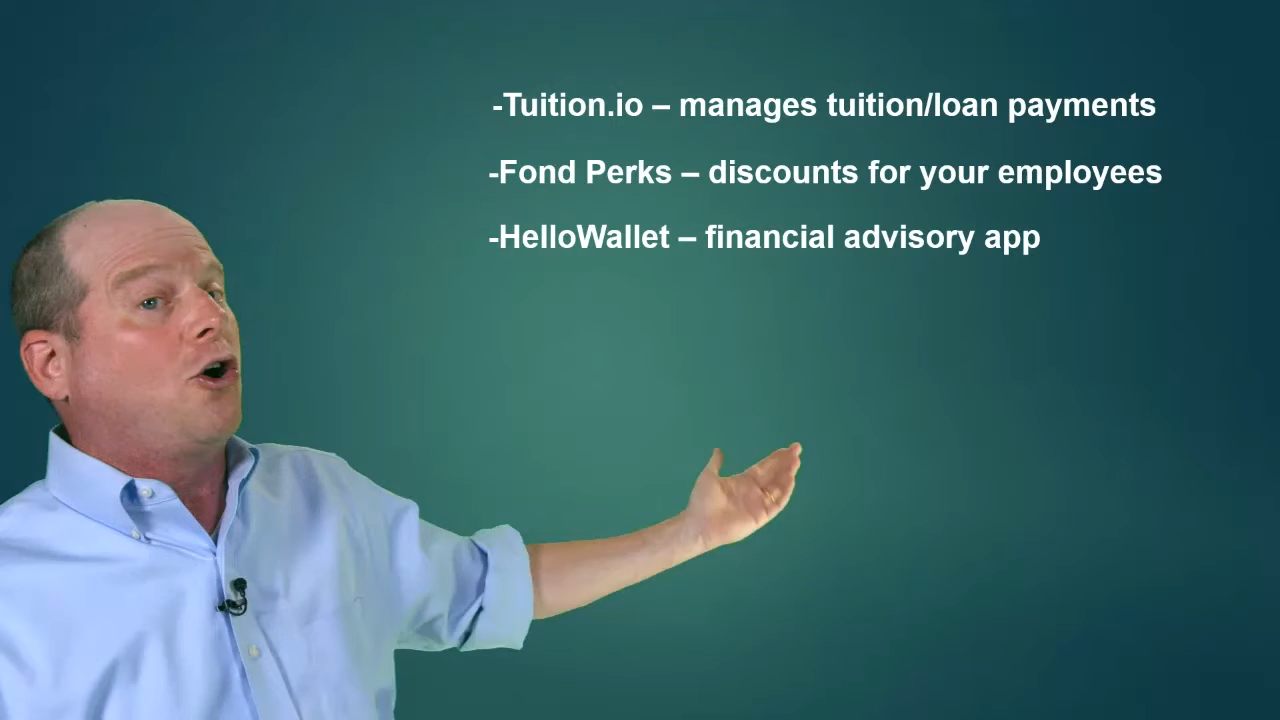 -Tuition.io – manages tuition/loan payments
-Fond Perks – discounts for your employees
-HelloWallet – financial advisory app